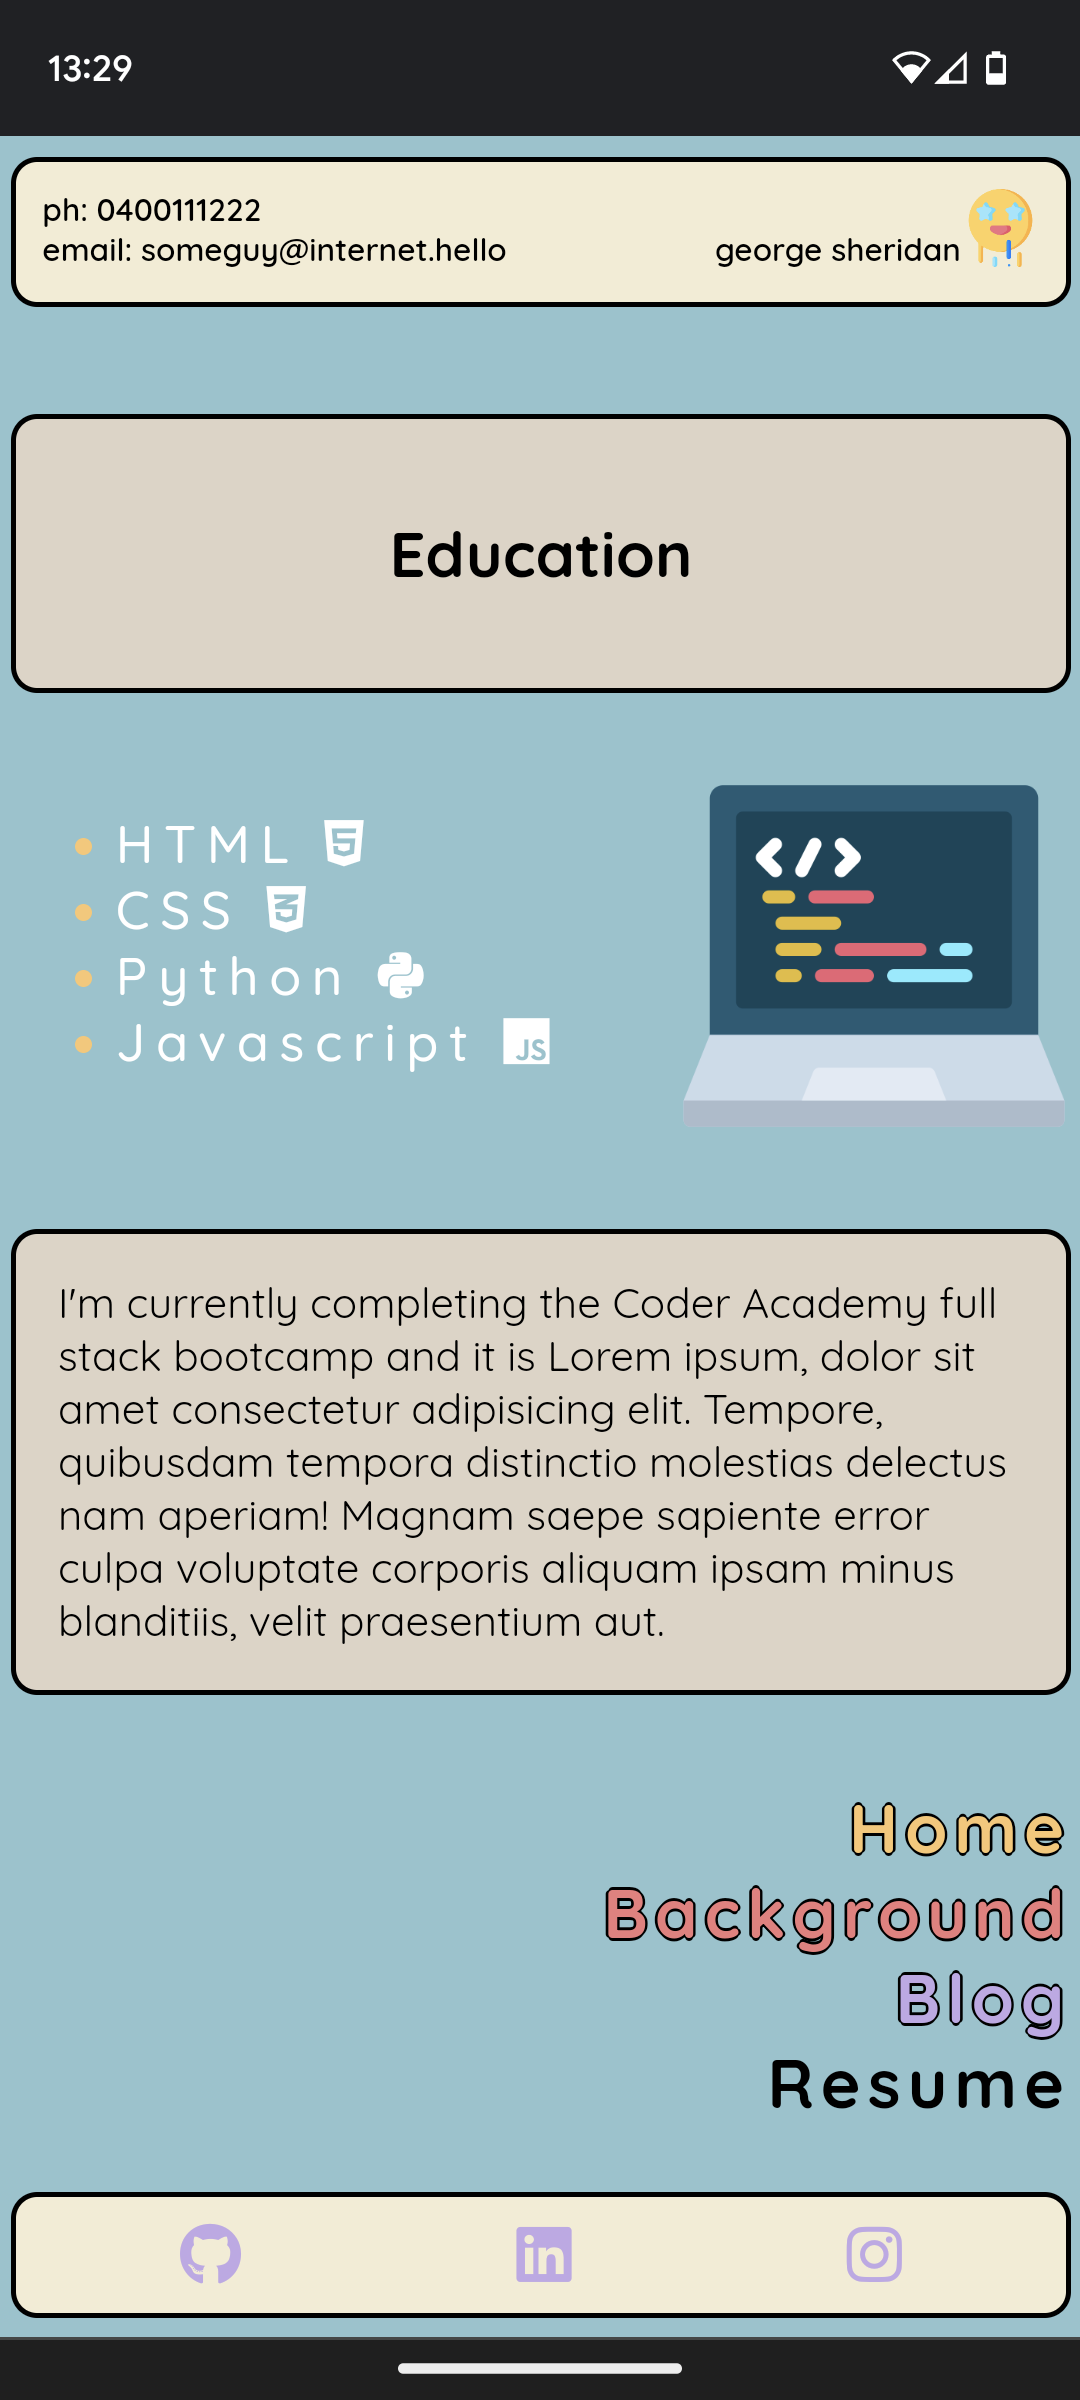 13:29
ph: 0400111222
email: someguy@internet.hello
george sheridan
Education
HTML
CSS
Python
Javascript JS
</>
I'm currently completing the Coder Academy full
stack bootcamp and it is Lorem ipsum, dolor sit
amet consectetur adipisicing elit. Tempore,
quibusdam tempora distinctio molestias delectus
nam aperiam! Magnam saepe sapiente error
culpa voluptate corporis aliquam ipsam minus
blanditiis, velit praesentium aut.
Home
Background
Blog
Resume
in